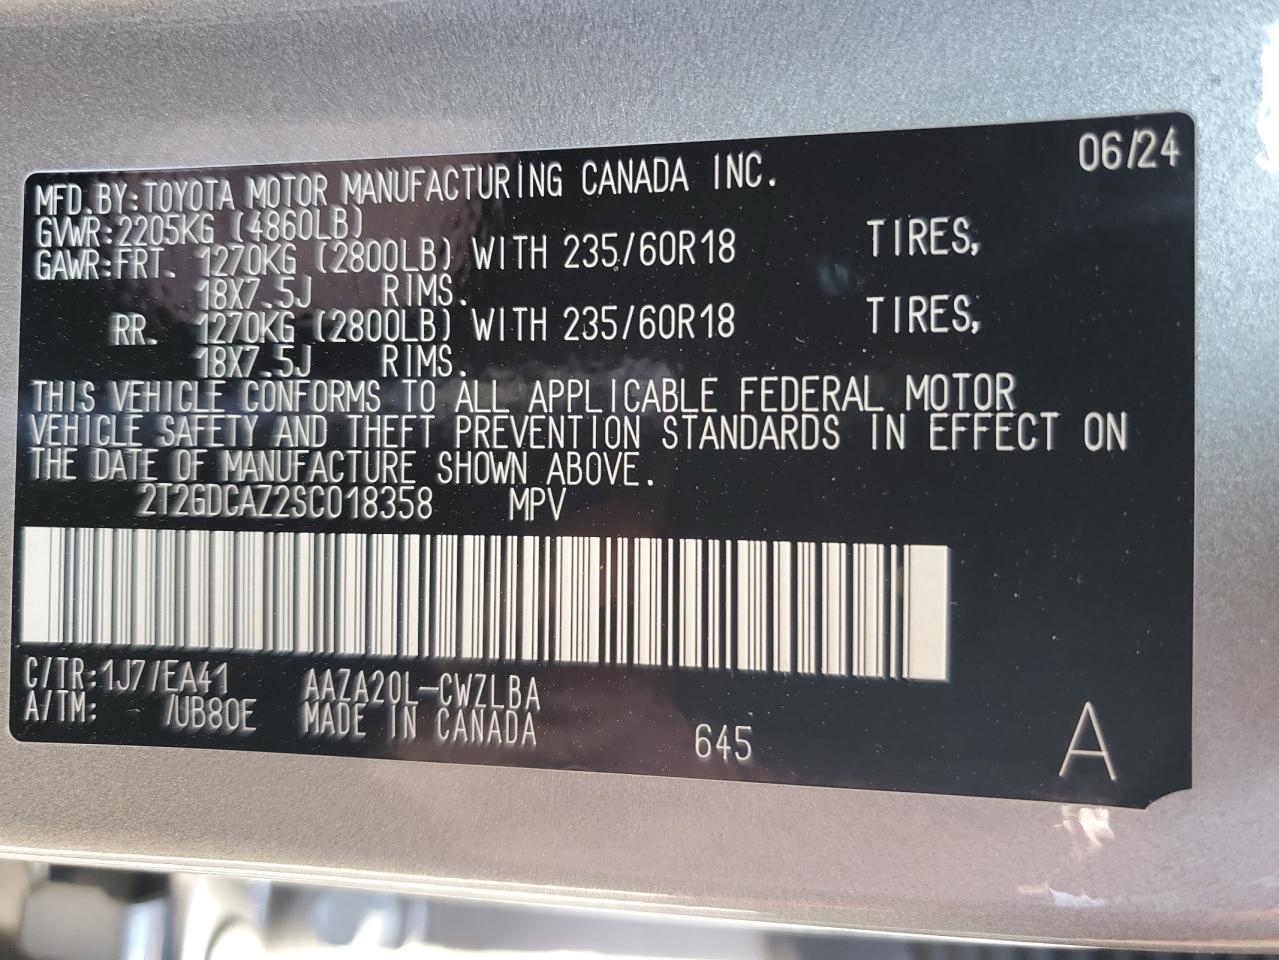 06/24
MFD.BY:TOYOTA MOTOR MANUFACTURING CANADA INC.
GVWR:2205KG (4860LB)
GAWR:FRT. 1270KG (2800LB) WITH 235/60R18 TIRES,
18X7.5J RIMS.
RR. 1270KG (2800LB) WITH 235/60R18 TIRES,
18X7.5J RIMS.
THIS VEHICLE CONFORMS TO ALL APPLICABLE FEDERAL MOTOR
VEHICLE SAFETY AND THEFT PREVENTION STANDARDS IN EFFECT ON
THE DATE OF MANUFACTURE SHOWN ABOVE.
2T2GDCAZ2SC018358 MPV
C/TR:1J7/EA41 AAZA20L-CWZLBA
A/TM: /UB80E MADE IN CANADA
645
A